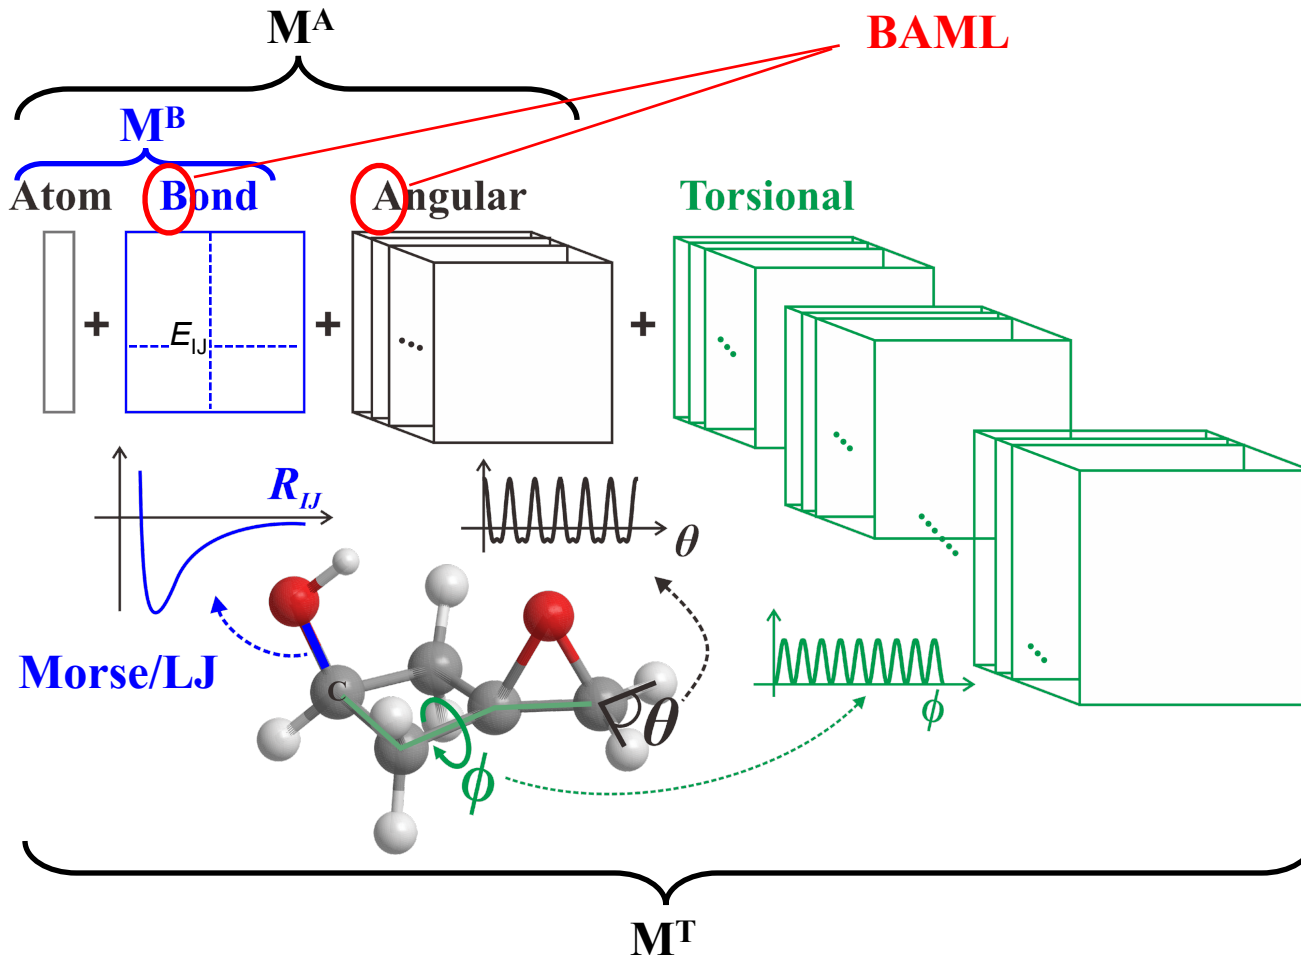 M^A
BAML
M^B
Atom Bond Angular Torsional
+ + +
E_IJ
R_IJ
θ
Morse/LJ
C
θ
ϕ
ϕ
M^T